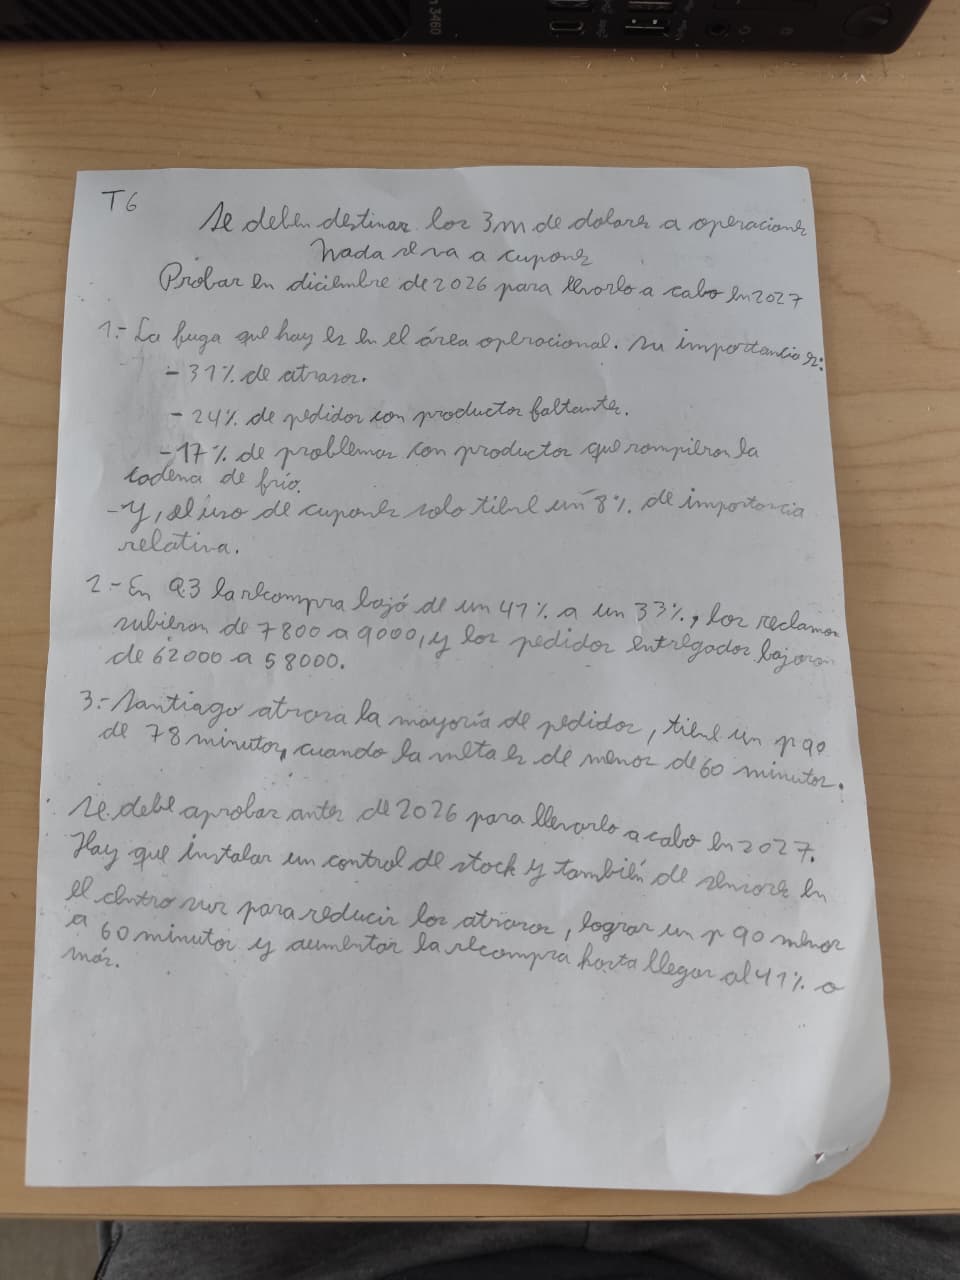 n 3460
T6
Se deben destinar los 3m de dolares a operaciones
Nada se va a cupones
Probar en diciembre de 2026 para llevarlo a cabo en 2027
1.- La fuga que hay es en el área operacional. su importancia es:
- 31% de atrasos.
- 24% de pedidos con productos faltantes.
-17% de problemas con productos que rompieron la
cadena de frío.
-Y, el uso de cupones solo tiene un 8% de importancia
relativa.
2.- En Q3 la recompra bajó de un 41% a un 33%, los reclamos
subieron de 7800 a 9000, y los pedidos entregados bajaron
de 62000 a 58000.
3.- Santiago atrasa la mayoría de pedidos, tiene un p90
de 78 minutos, cuando la meta es de menos de 60 minutos.
Se debe aprobar antes de 2026 para llevarlo a cabo en 2027.
Hay que instalar un control de stock y también de sensores en
el centro sur para reducir los atrasos, lograr un p90 menor
a 60 minutos y aumentar la recompra hasta llegar al 41% o
más.